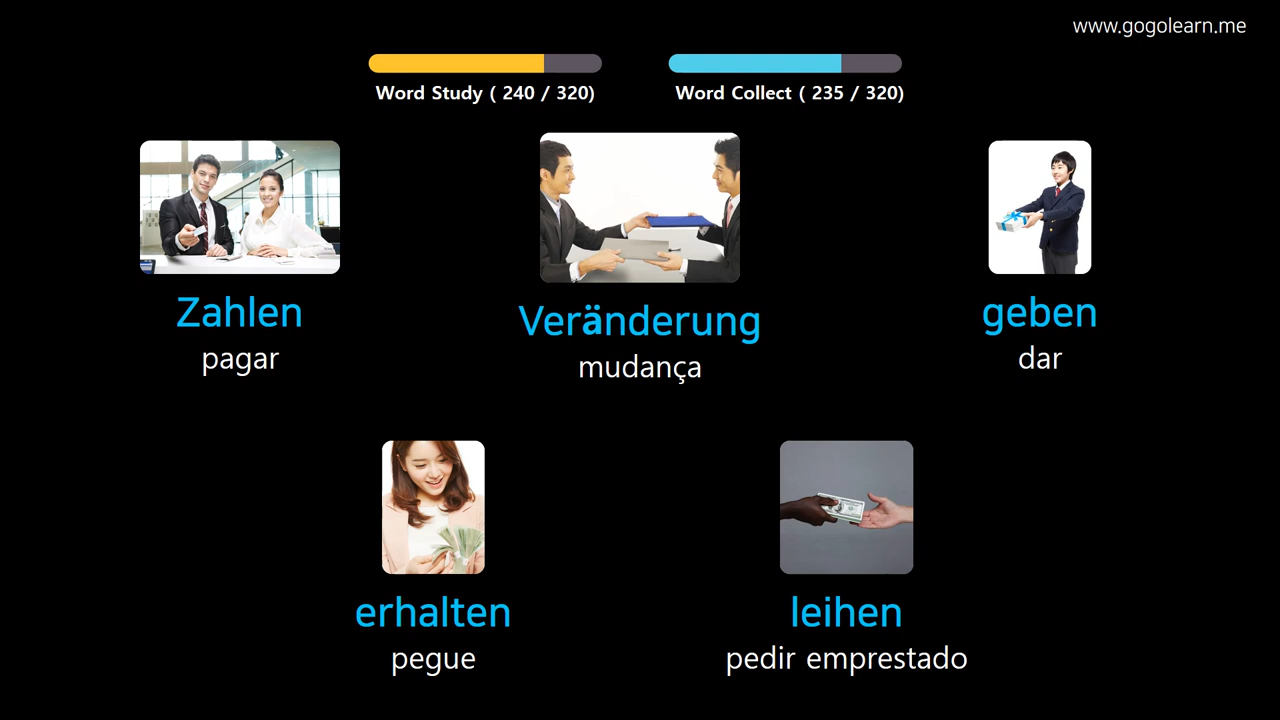 www.gogolearn.me
Word Study ( 240 / 320)
Word Collect ( 235 / 320)
Zahlen
pagar
Veränderung
mudança
geben
dar
erhalten
pegue
leihen
pedir emprestado